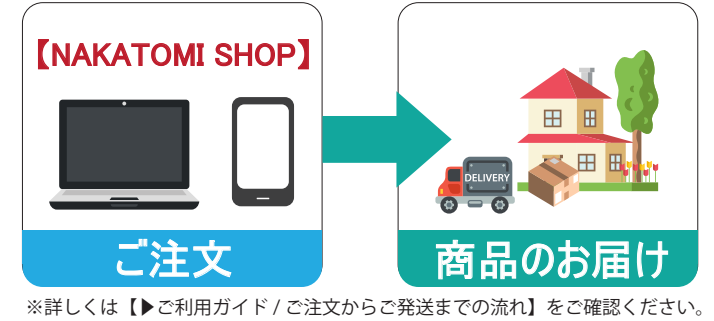 【NAKATOMI SHOP】
DELIVERY
ご注文
商品のお届け
※詳しくは【▶ご利用ガイド / ご注文からご発送までの流れ】をご確認ください。